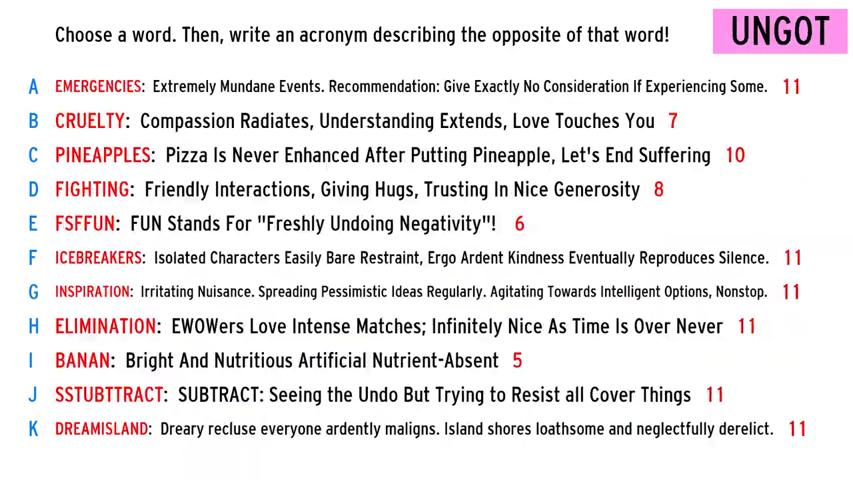 Choose a word. Then, write an acronym describing the opposite of that word!
UNGOT
A EMERGENCIES: Extremely Mundane Events. Recommendation: Give Exactly No Consideration If Experiencing Some. 11
B CRUELTY: Compassion Radiates, Understanding Extends, Love Touches You 7
C PINEAPPLES: Pizza Is Never Enhanced After Putting Pineapple, Let's End Suffering 10
D FIGHTING: Friendly Interactions, Giving Hugs, Trusting In Nice Generosity 8
E FSFFUN: FUN Stands For "Freshly Undoing Negativity"! 6
F ICEBREAKERS: Isolated Characters Easily Bare Restraint, Ergo Ardent Kindness Eventually Reproduces Silence. 11
G INSPIRATION: Irritating Nuisance. Spreading Pessimistic Ideas Regularly. Agitating Towards Intelligent Options, Nonstop. 11
H ELIMINATION: EWOWers Love Intense Matches; Infinitely Nice As Time Is Over Never 11
I BANAN: Bright And Nutritious Artificial Nutrient-Absent 5
J SSTUBTTRACT: SUBTRACT: Seeing the Undo But Trying to Resist all Cover Things 11
K DREAMISLAND: Dreary recluse everyone ardently maligns. Island shores loathsome and neglectfully derelict. 11